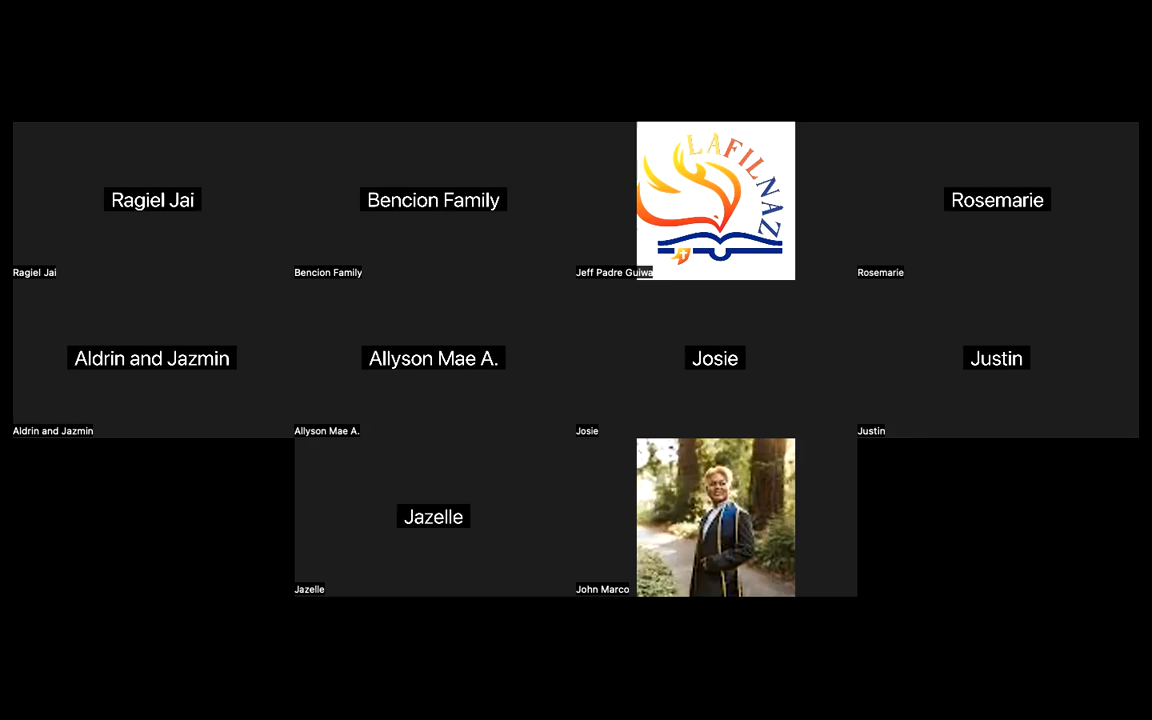 Ragiel Jai
Ragiel Jai
Bencion Family
Bencion Family
LAFILNAZ
Jeff Padre Guiwa
Rosemarie
Rosemarie
Aldrin and Jazmin
Aldrin and Jazmin
Allyson Mae A.
Allyson Mae A.
Josie
Josie
Justin
Justin
Jazelle
Jazelle
John Marco